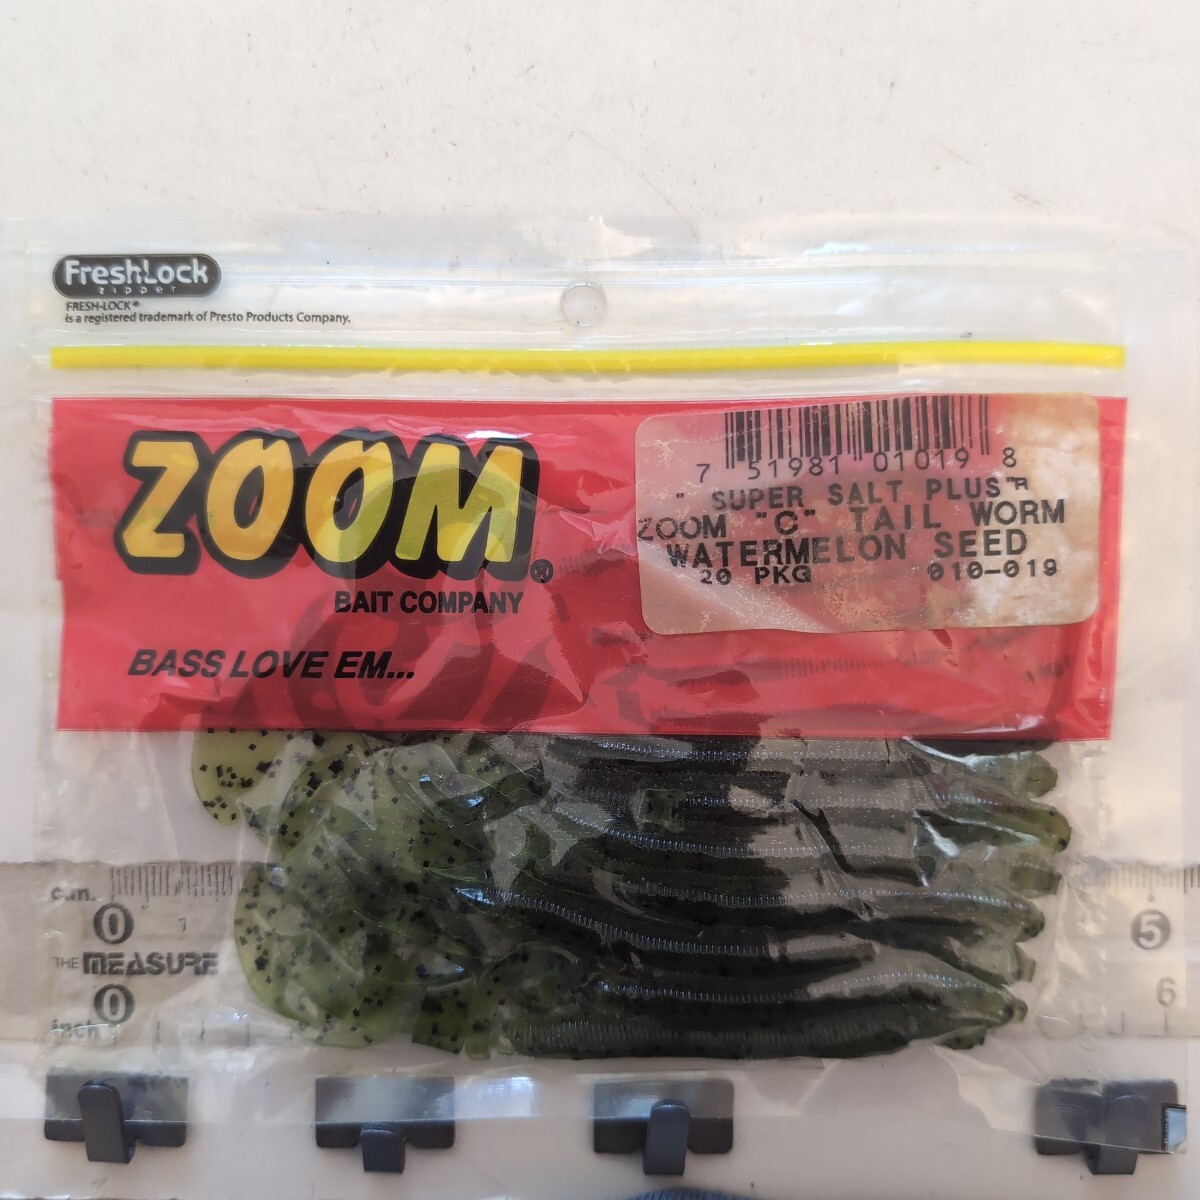 FreshLock
zipper
FRESH-LOCK®
is a registered trademark of Presto Products Company.
ZOOM®
BAIT COMPANY
BASS LOVE EM...
7 51981 01019 8
" SUPER SALT PLUS"™R
ZOOM "C" TAIL WORM
WATERMELON SEED
20 PKG 010-019
c.m.
0 1 5
THE MEASURE
0 6
inch